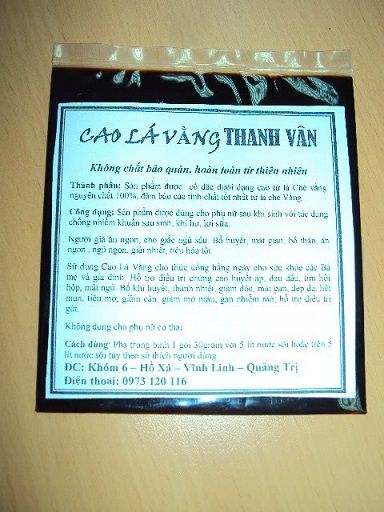 CAO LÁ VẰNG THANH VÂN
Không chất bảo quản, hoàn toàn từ thiên nhiên
Thành phần: Sản phẩm được cô đặc dưới dạng cao từ lá Chè vằng
nguyên chất 100%, đảm bảo các tính chất tốt nhất từ lá chè Vằng.
Công dụng: Sản phẩm được dùng cho phụ nữ sau khi sinh với tác dụng
chống nhiễm khuẩn sau sinh, khí hư, lợi sữa.
Người già ăn ngon, cho giấc ngủ sâu. Bổ huyết, mát gan, bổ thận, ăn
ngon , ngủ ngon, giải nhiệt, tiêu hóa tốt
Sử dụng Cao Lá Vằng cho thức uống hằng ngày cho sức khỏe các Bà
mẹ và gia đình. Hỗ trợ điều trị chứng cao huyết áp, đau đầu, tim hồi
hộp, mất ngủ. Bổ khí huyết, thanh nhiệt, giảm độc, mát gan, đẹp da, hết
mụn, tiêu mỡ, giảm cân, giảm mỡ máu, gan nhiễm mỡ, hỗ trợ điều trị
gút.
Không dùng cho phụ nữ có thai
Cách dùng: Pha trung bình 1 gói 30gram với 5 lít nước sôi hoặc trên 5
lít nước sôi tùy theo sở thích người dùng
ĐC: Khóm 6 – Hồ Xá – Vĩnh Linh – Quảng Trị
Điện thoại: 0973 120 116